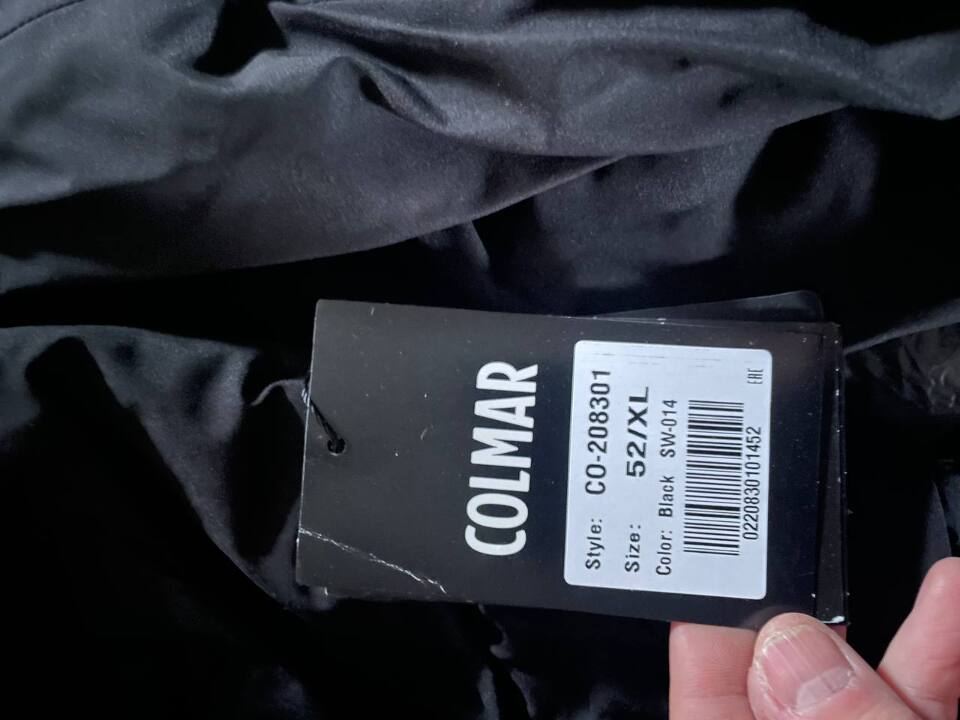 COLMAR
Style: CO-208301
Size: 52/XL
Color: Black SW-014
0220830101452
EAC